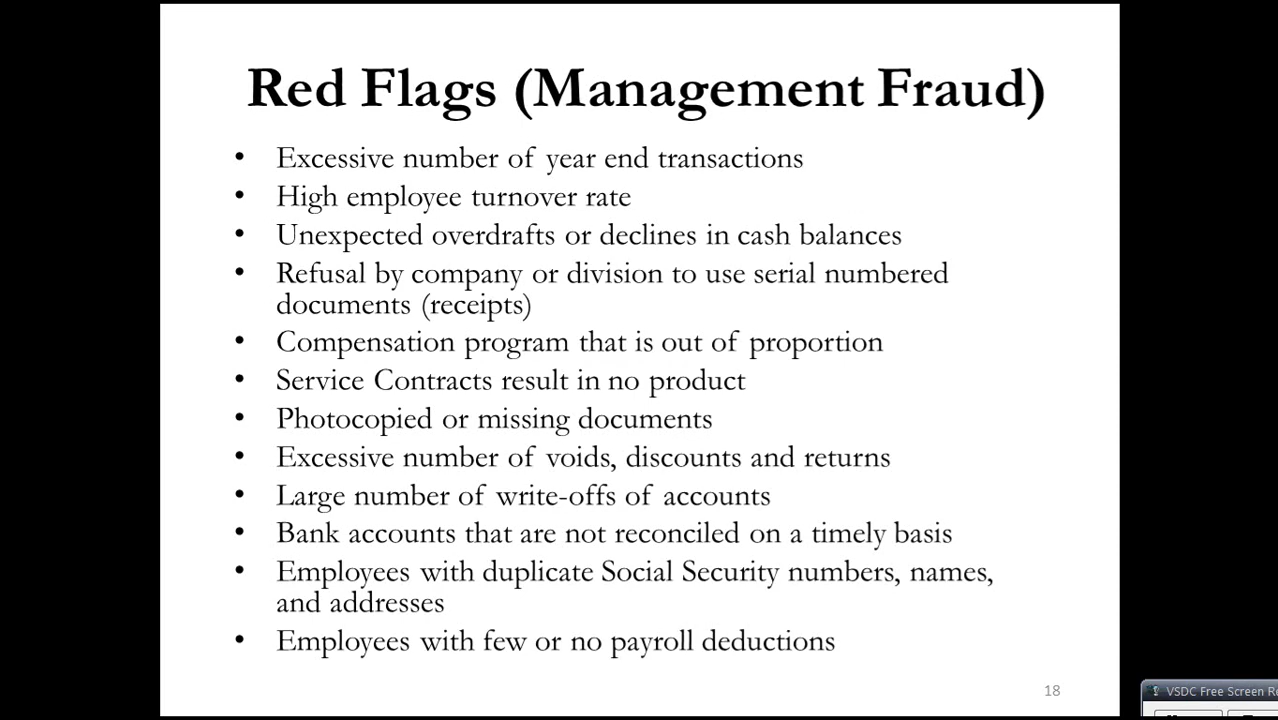 Red Flags (Management Fraud)
• Excessive number of year end transactions
• High employee turnover rate
• Unexpected overdrafts or declines in cash balances
• Refusal by company or division to use serial numbered
documents (receipts)
• Compensation program that is out of proportion
• Service Contracts result in no product
• Photocopied or missing documents
• Excessive number of voids, discounts and returns
• Large number of write-offs of accounts
• Bank accounts that are not reconciled on a timely basis
• Employees with duplicate Social Security numbers, names,
and addresses
• Employees with few or no payroll deductions
18
VSDC Free Screen Re